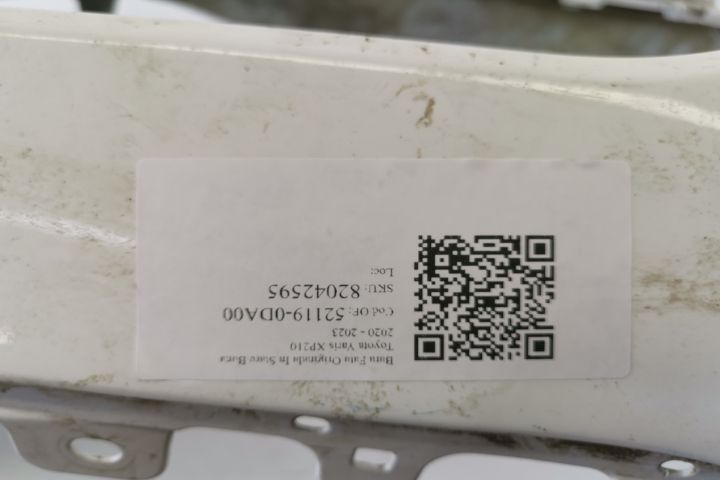 Bara Fata Originala In Stare Buna
Toyota Yaris XP210
2020 - 2023
Cod OE: 52119-0DA00
SKU: 82042595
Loc: